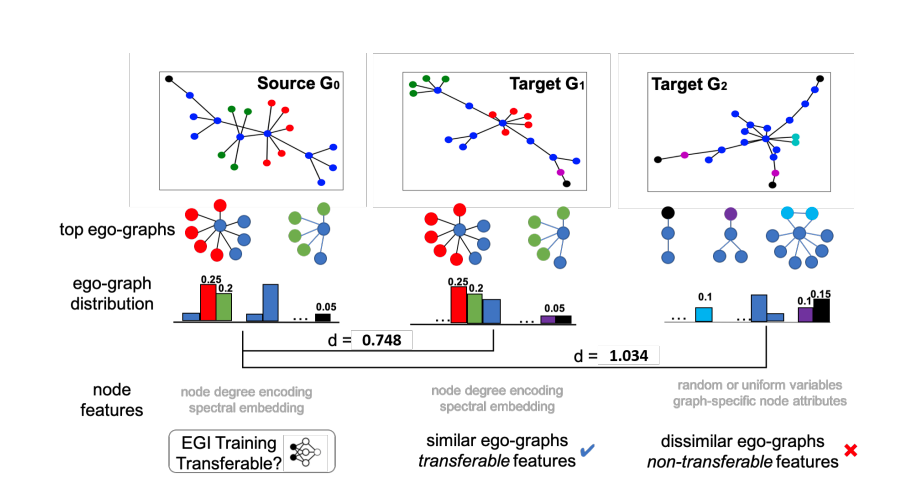 Source G0
Target G1
Target G2
top ego-graphs
ego-graph
distribution
0.25
0.2
...
0.05
...
0.25
0.2
...
0.05
...
0.1
...
0.1
0.15
d = 0.748
d = 1.034
node
features
node degree encoding
spectral embedding
node degree encoding
spectral embedding
random or uniform variables
graph-specific node attributes
EGI Training
Transferable?
similar ego-graphs
transferable features
dissimilar ego-graphs
non-transferable features